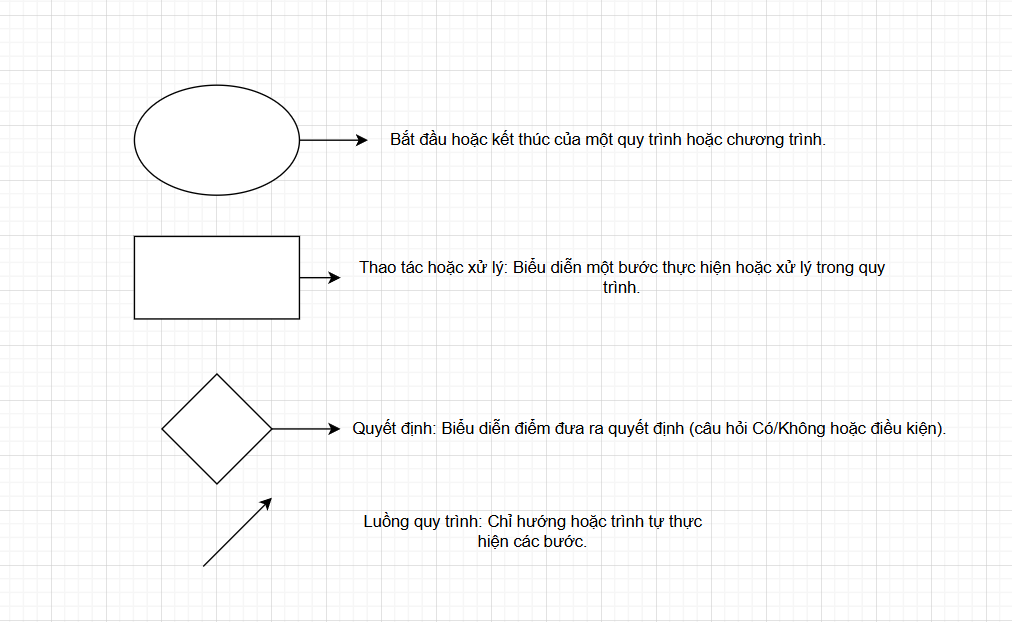 Bắt đầu hoặc kết thúc của một quy trình hoặc chương trình.
Thao tác hoặc xử lý: Biểu diễn một bước thực hiện hoặc xử lý trong quy
trình.
Quyết định: Biểu diễn điểm đưa ra quyết định (câu hỏi Có/Không hoặc điều kiện).
Luồng quy trình: Chỉ hướng hoặc trình tự thực
hiện các bước.